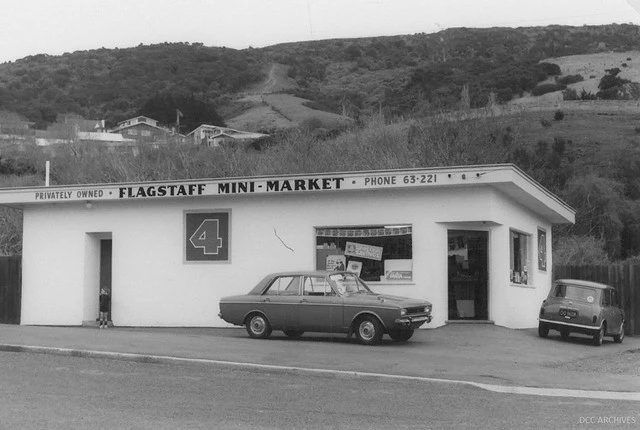 PRIVATELY OWNED • FLAGSTAFF MINI-MARKET • PHONE 63-221
4
DCC ARCHIVES